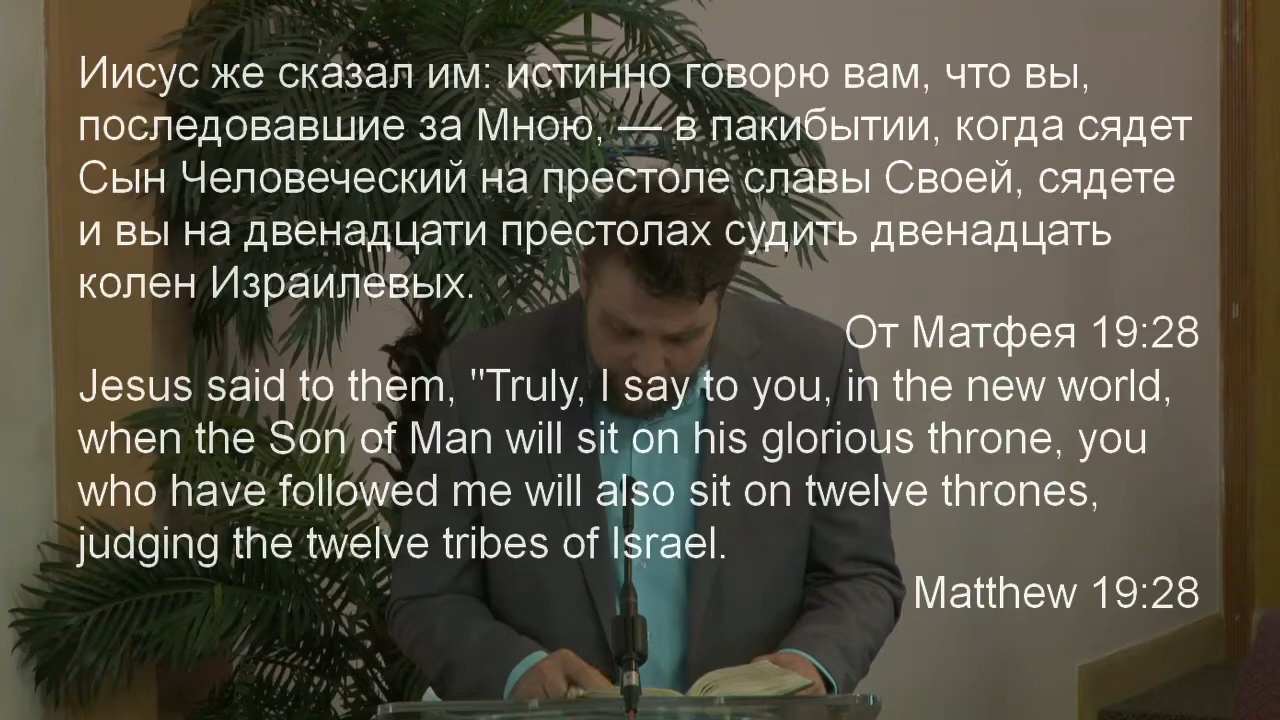 Иисус же сказал им: истинно говорю вам, что вы,
последовавшие за Мною, — в пакибытии, когда сядет
Сын Человеческий на престоле славы Своей, сядете
и вы на двенадцати престолах судить двенадцать
колен Израилевых.
От Матфея 19:28
Jesus said to them, "Truly, I say to you, in the new world,
when the Son of Man will sit on his glorious throne, you
who have followed me will also sit on twelve thrones,
judging the twelve tribes of Israel.
Matthew 19:28